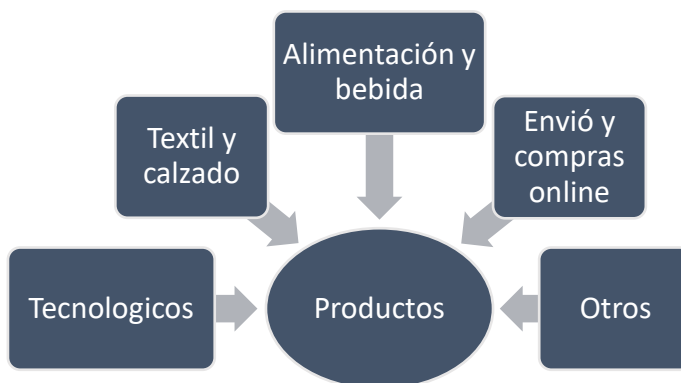 Alimentación y
bebida
Textil y
calzado
Envió y
compras
online
Tecnologicos
Productos
Otros